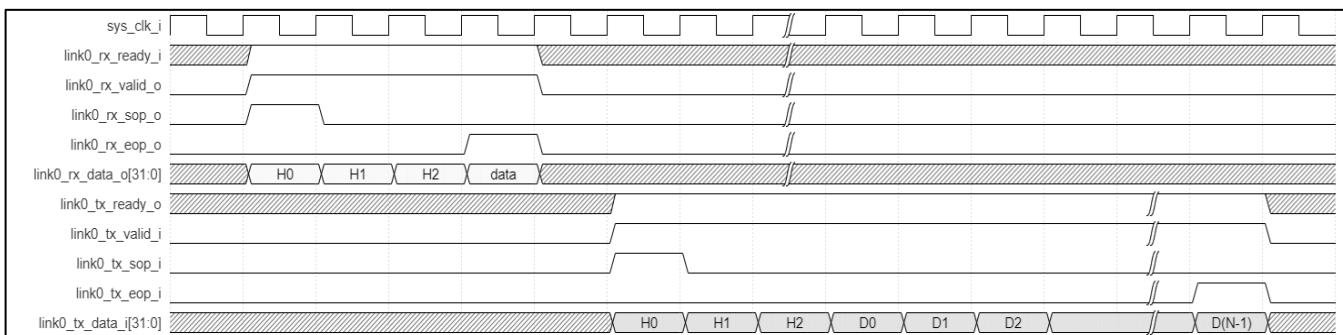 sys_clk_i
link0_rx_ready_i
link0_rx_valid_o
link0_rx_sop_o
link0_rx_eop_o
link0_rx_data_o[31:0] H0 H1 H2 data
link0_tx_ready_o
link0_tx_valid_i
link0_tx_sop_i
link0_tx_eop_i
link0_tx_data_i[31:0] H0 H1 H2 D0 D1 D2 D(N-1)